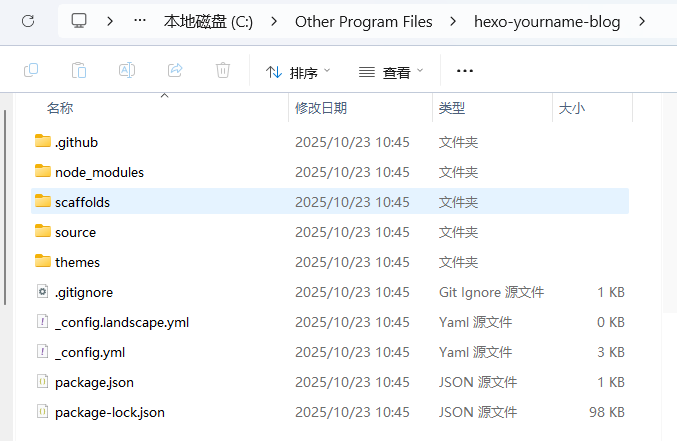 … 本地磁盘 (C:) > Other Program Files > hexo-yourname-blog >
排序 查看 …
名称 修改日期 类型 大小
.github 2025/10/23 10:45 文件夹
node_modules 2025/10/23 10:45 文件夹
scaffolds 2025/10/23 10:45 文件夹
source 2025/10/23 10:45 文件夹
themes 2025/10/23 10:45 文件夹
.gitignore 2025/10/23 10:45 Git Ignore 源文件 1 KB
_config.landscape.yml 2025/10/23 10:45 Yaml 源文件 0 KB
_config.yml 2025/10/23 10:45 Yaml 源文件 3 KB
package.json 2025/10/23 10:45 JSON 源文件 1 KB
package-lock.json 2025/10/23 10:45 JSON 源文件 98 KB